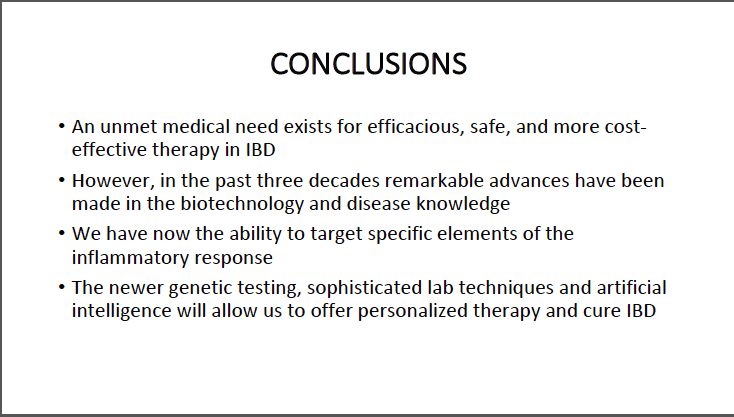 CONCLUSIONS
• An unmet medical need exists for efficacious, safe, and more cost-
effective therapy in IBD
• However, in the past three decades remarkable advances have been
made in the biotechnology and disease knowledge
• We have now the ability to target specific elements of the
inflammatory response
• The newer genetic testing, sophisticated lab techniques and artificial
intelligence will allow us to offer personalized therapy and cure IBD